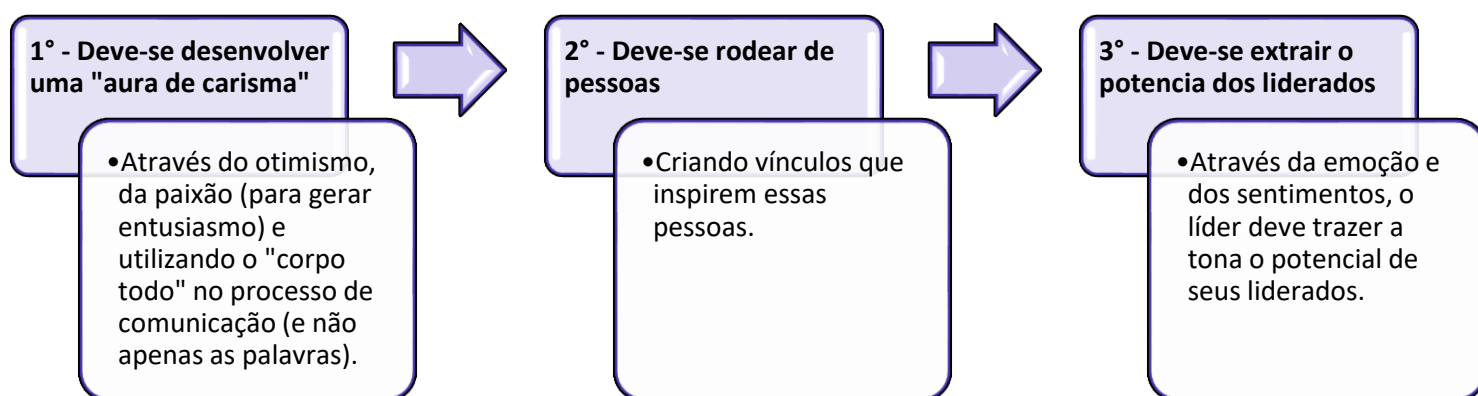 1° - Deve-se desenvolver
uma "aura de carisma"
•Através do otimismo,
da paixão (para gerar
entusiasmo) e
utilizando o "corpo
todo" no processo de
comunicação (e não
apenas as palavras).
2° - Deve-se rodear de
pessoas
•Criando vínculos que
inspirem essas
pessoas.
3° - Deve-se extrair o
potencia dos liderados
•Através da emoção e
dos sentimentos, o
líder deve trazer a
tona o potencial de
seus liderados.